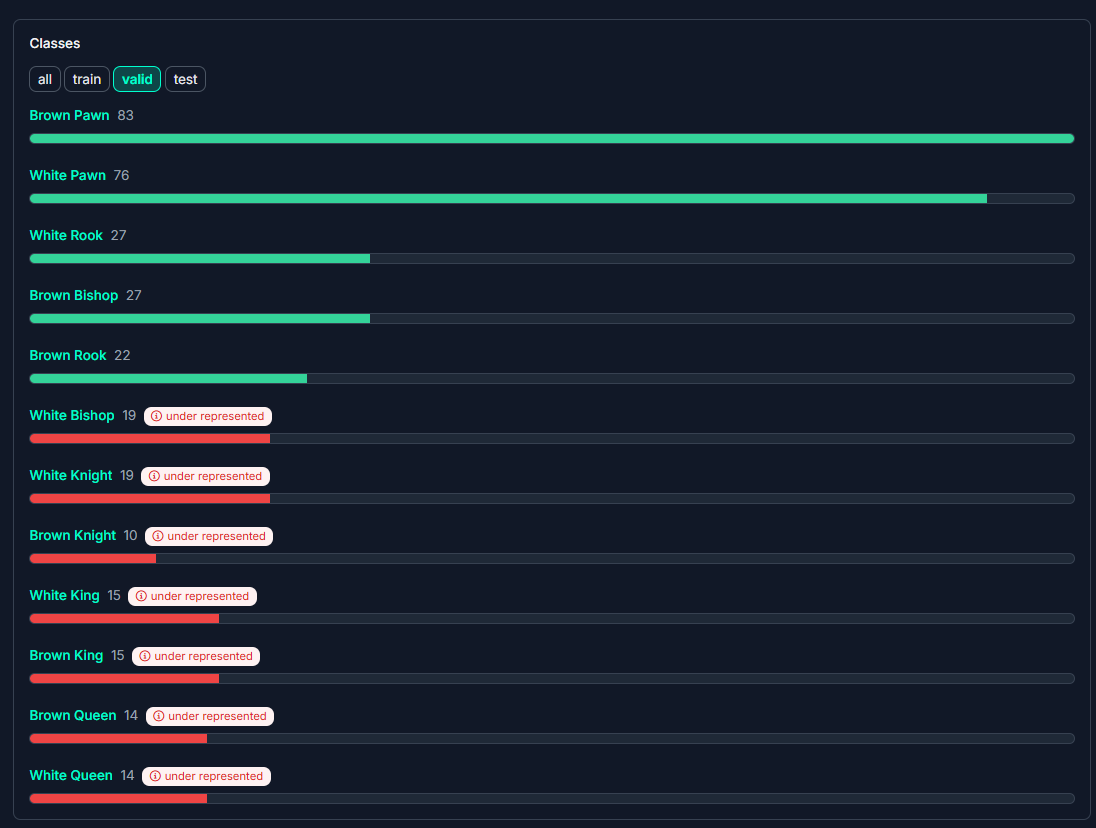 Classes
all train valid test
Brown Pawn 83
White Pawn 76
White Rook 27
Brown Bishop 27
Brown Rook 22
White Bishop 19 under represented
White Knight 19 under represented
Brown Knight 10 under represented
White King 15 under represented
Brown King 15 under represented
Brown Queen 14 under represented
White Queen 14 under represented